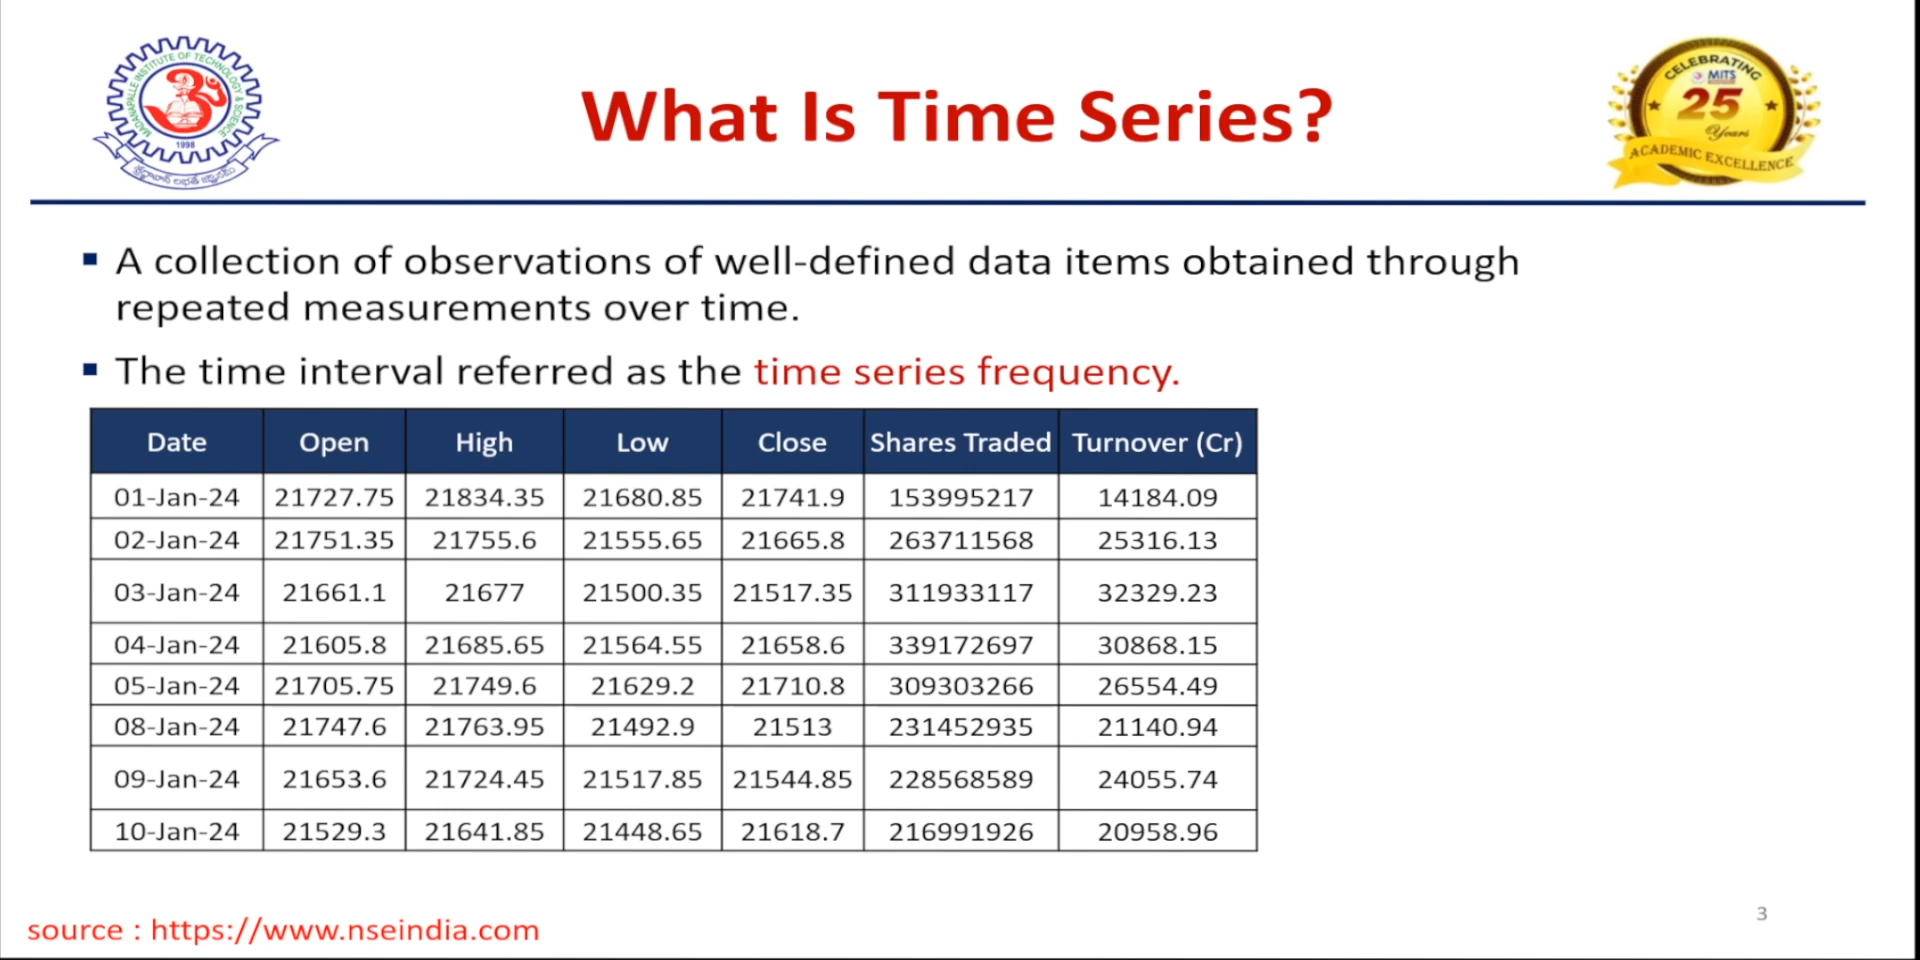 MADANAPALLE INSTITUTE OF TECHNOLOGY & SCIENCE
1998
What Is Time Series?
CELEBRATING
MITS
25
Years
ACADEMIC EXCELLENCE
▪ A collection of observations of well-defined data items obtained through
repeated measurements over time.
▪ The time interval referred as the time series frequency.
Date Open High Low Close Shares Traded Turnover (Cr)
01-Jan-24 21727.75 21834.35 21680.85 21741.9 153995217 14184.09
02-Jan-24 21751.35 21755.6 21555.65 21665.8 263711568 25316.13
03-Jan-24 21661.1 21677 21500.35 21517.35 311933117 32329.23
04-Jan-24 21605.8 21685.65 21564.55 21658.6 339172697 30868.15
05-Jan-24 21705.75 21749.6 21629.2 21710.8 309303266 26554.49
08-Jan-24 21747.6 21763.95 21492.9 21513 231452935 21140.94
09-Jan-24 21653.6 21724.45 21517.85 21544.85 228568589 24055.74
10-Jan-24 21529.3 21641.85 21448.65 21618.7 216991926 20958.96
source : https://www.nseindia.com
3